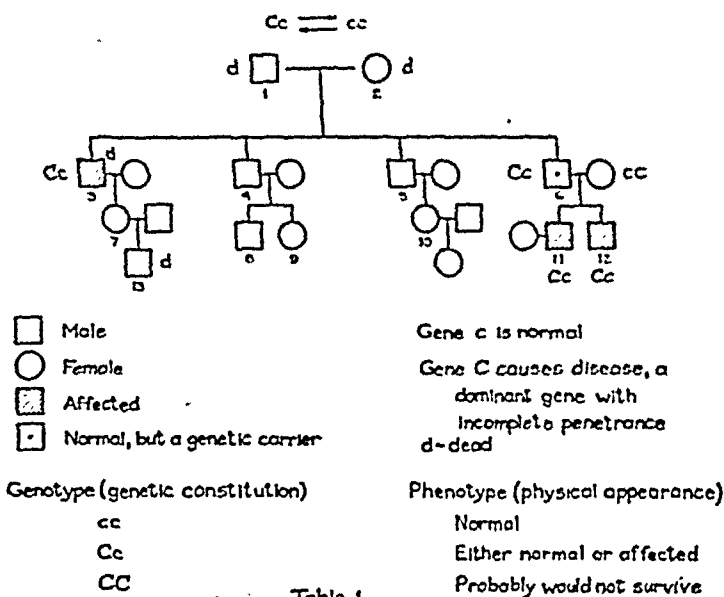 Cc ⇌ cc
d 1 2 d
d
Cc 3 4 5 Cc 6 cc
7 8 9 10 11 12
13 d Cc Cc
Male Gene c is normal
Female Gene C causes disease, a
Affected dominant gene with
incomplete penetrance
Normal, but a genetic carrier d-dead
Genotype (genetic constitution) Phenotype (physical appearance)
cc Normal
Cc Either normal or affected
CC Probably would not survive
Table 1